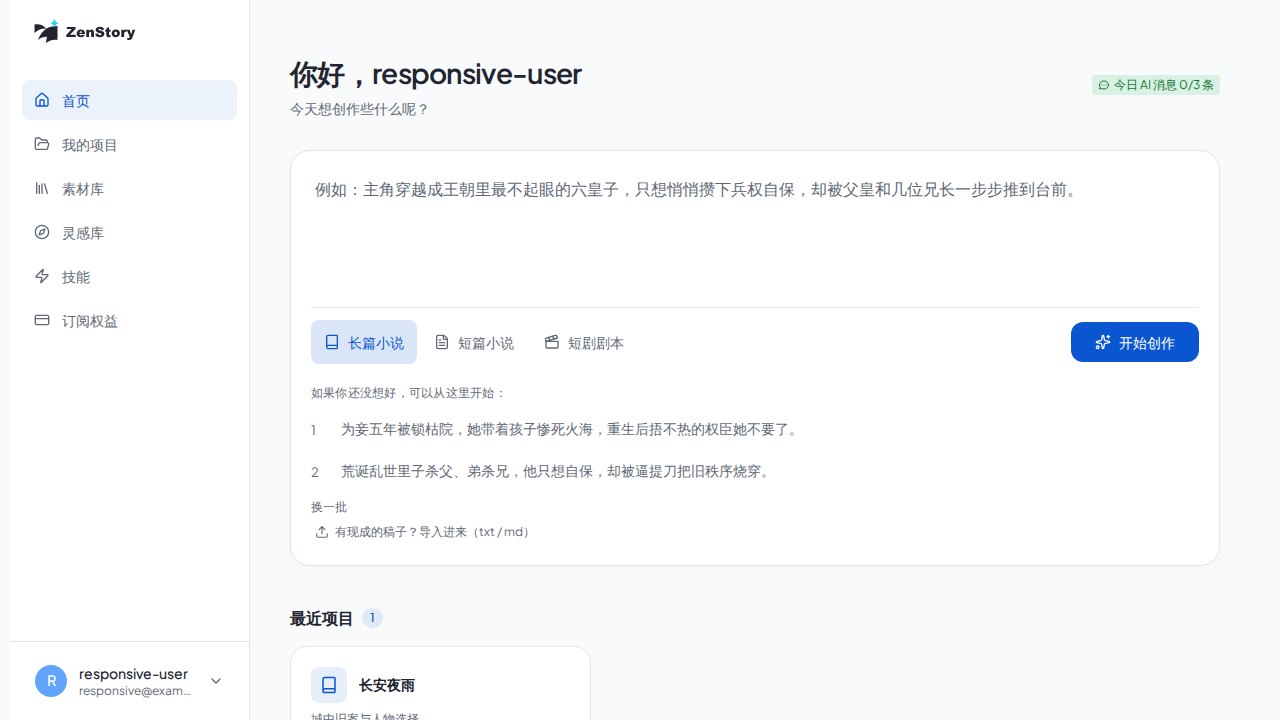 ZenStory
首页
我的项目
素材库
灵感库
技能
订阅权益
R
responsive-user
responsive@exam...
你好，responsive-user
今天想创作些什么呢？
今日 AI 消息 0/3 条
例如：主角穿越成王朝里最不起眼的六皇子，只想悄悄攒下兵权自保，却被父皇和几位兄长一步步推到台前。
长篇小说
短篇小说
短剧剧本
开始创作
如果你还没想好，可以从这里开始：
1 为妾五年被锁枯院，她带着孩子惨死火海，重生后捂不热的权臣她不要了。
2 荒诞乱世里子杀父、弟杀兄，他只想自保，却被逼提刀把旧秩序烧穿。
换一批
有现成的稿子？导入进来（txt / md）
最近项目 1
长安夜雨
城中旧案与人物选择